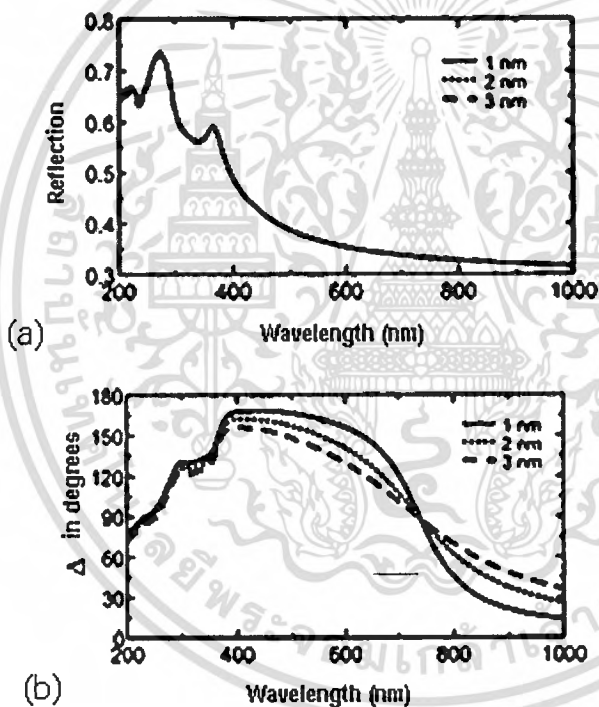 0.8
0.7
0.6
0.5
0.4
0.3
Reflection
1 nm
2 nm
3 nm
200 400 600 800 1000
Wavelength (nm)
(a)
180
150
120
90
60
30
0
Δ in degrees
1 nm
2 nm
3 nm
200 400 600 800 1000
Wavelength (nm)
(b)